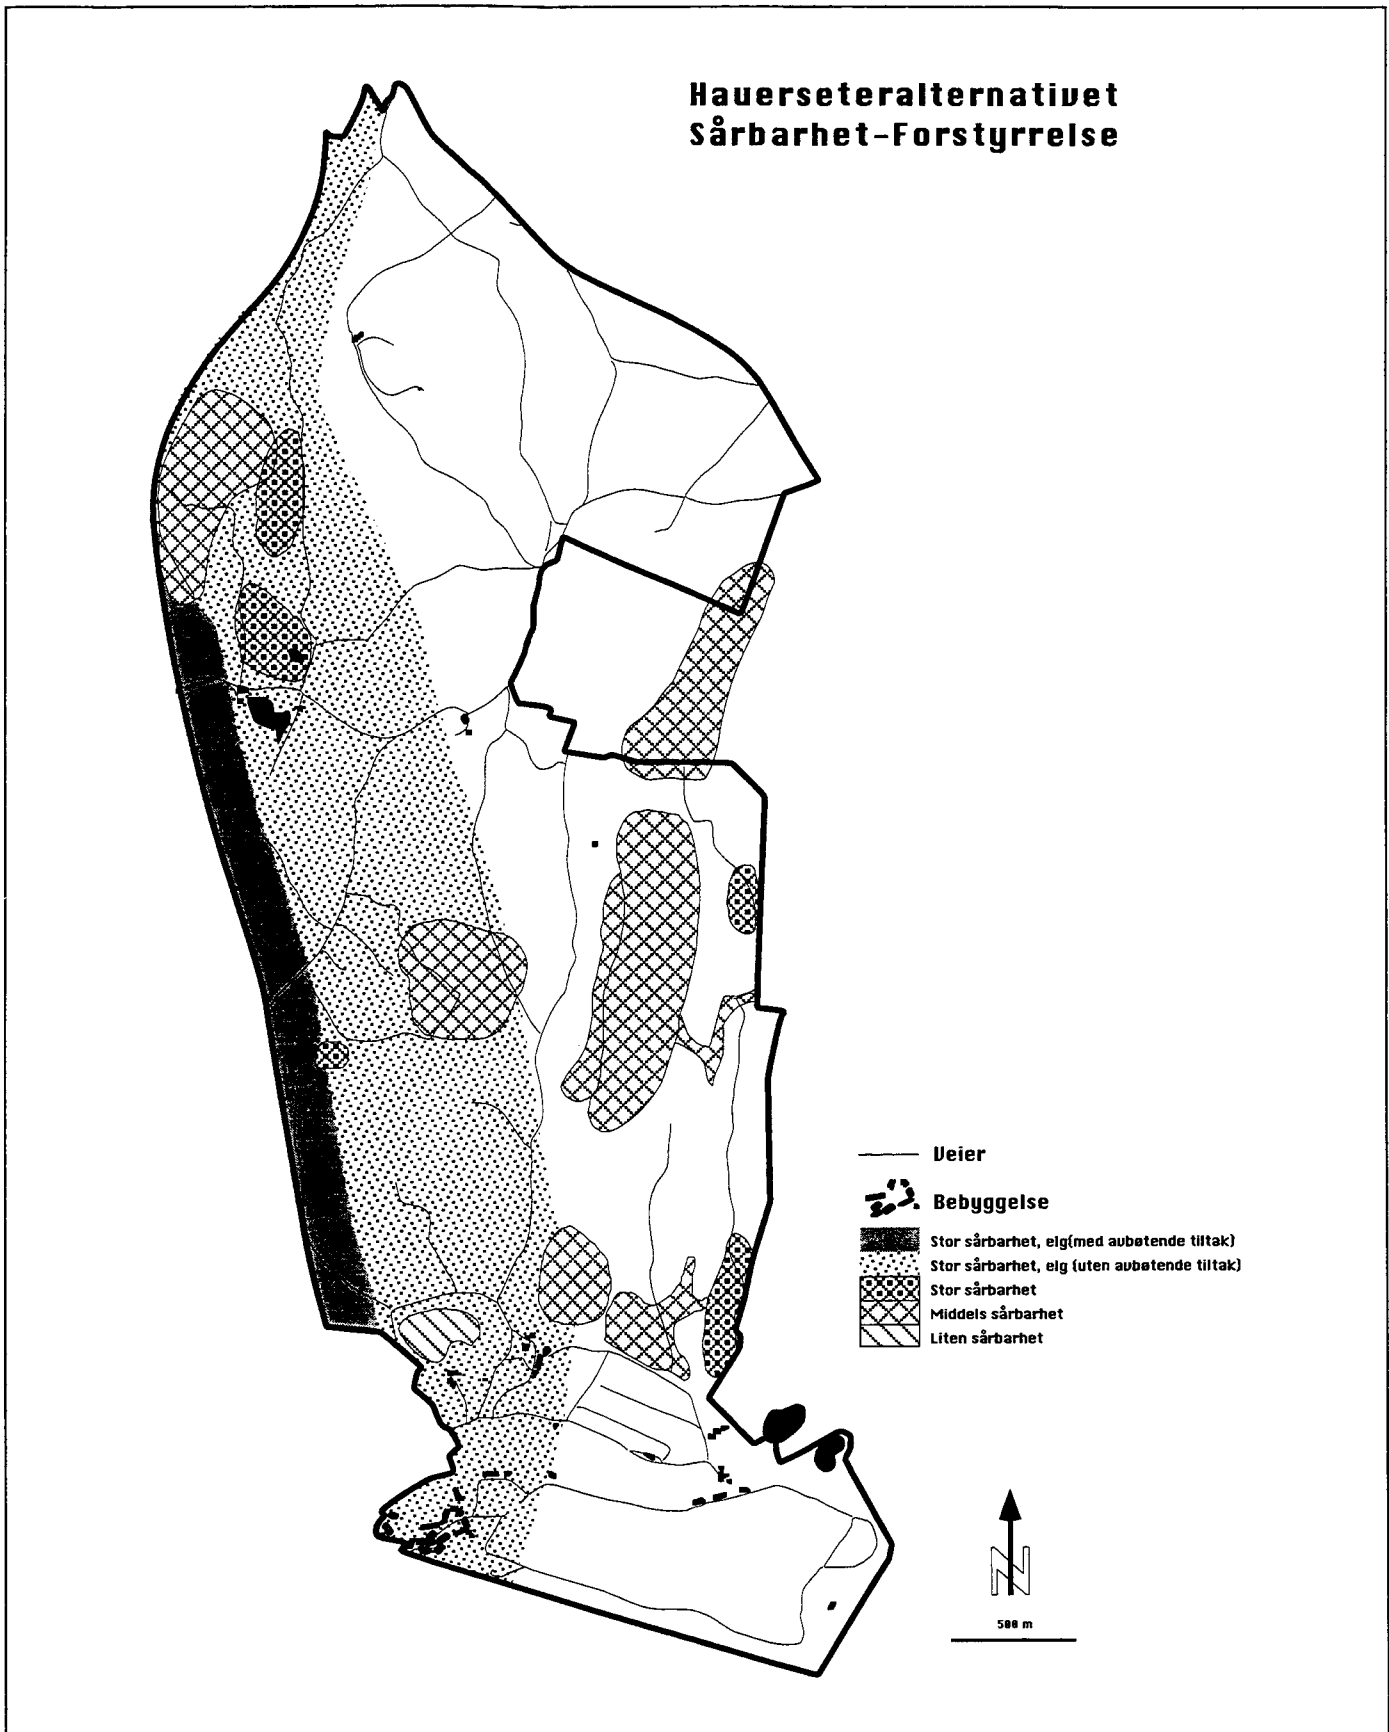 Hauerseteralternativet
Sårbarhet-Forstyrrelse
Veier
Bebyggelse
Stor sårbarhet, elg(med avbøtende tiltak)
Stor sårbarhet, elg (uten avbøtende tiltak)
Stor sårbarhet
Middels sårbarhet
Liten sårbarhet
N
500 m